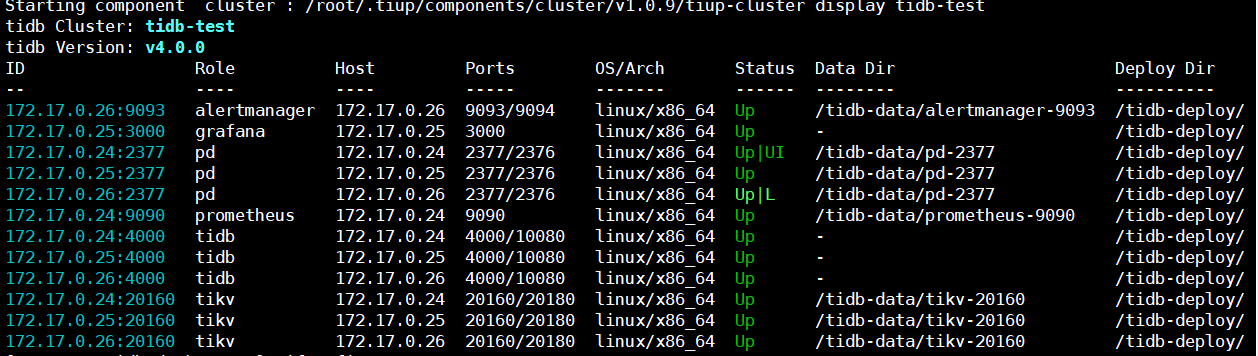 Starting component  cluster : /root/.tiup/components/cluster/v1.0.9/tiup-cluster display tidb-test
tidb Cluster: tidb-test
tidb Version: v4.0.0
ID                  Role          Host         Ports        OS/Arch       Status  Data Dir                      Deploy Dir
--                  ----          ----         -----        -------       ------  --------                      ----------
172.17.0.26:9093    alertmanager  172.17.0.26  9093/9094    linux/x86_64  Up      /tidb-data/alertmanager-9093  /tidb-deploy/
172.17.0.25:3000    grafana       172.17.0.25  3000         linux/x86_64  Up      -                             /tidb-deploy/
172.17.0.24:2377    pd            172.17.0.24  2377/2376    linux/x86_64  Up|UI   /tidb-data/pd-2377            /tidb-deploy/
172.17.0.25:2377    pd            172.17.0.25  2377/2376    linux/x86_64  Up      /tidb-data/pd-2377            /tidb-deploy/
172.17.0.26:2377    pd            172.17.0.26  2377/2376    linux/x86_64  Up|L    /tidb-data/pd-2377            /tidb-deploy/
172.17.0.24:9090    prometheus    172.17.0.24  9090         linux/x86_64  Up      /tidb-data/prometheus-9090    /tidb-deploy/
172.17.0.24:4000    tidb          172.17.0.24  4000/10080   linux/x86_64  Up      -                             /tidb-deploy/
172.17.0.25:4000    tidb          172.17.0.25  4000/10080   linux/x86_64  Up      -                             /tidb-deploy/
172.17.0.26:4000    tidb          172.17.0.26  4000/10080   linux/x86_64  Up      -                             /tidb-deploy/
172.17.0.24:20160   tikv          172.17.0.24  20160/20180  linux/x86_64  Up      /tidb-data/tikv-20160         /tidb-deploy/
172.17.0.25:20160   tikv          172.17.0.25  20160/20180  linux/x86_64  Up      /tidb-data/tikv-20160         /tidb-deploy/
172.17.0.26:20160   tikv          172.17.0.26  20160/20180  linux/x86_64  Up      /tidb-data/tikv-20160         /tidb-deploy/